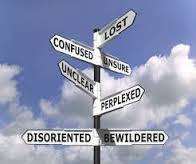 LOST
CONFUSED
UNSURE
UNCLEAR
PERPLEXED
DISORIENTED
BEWILDERED